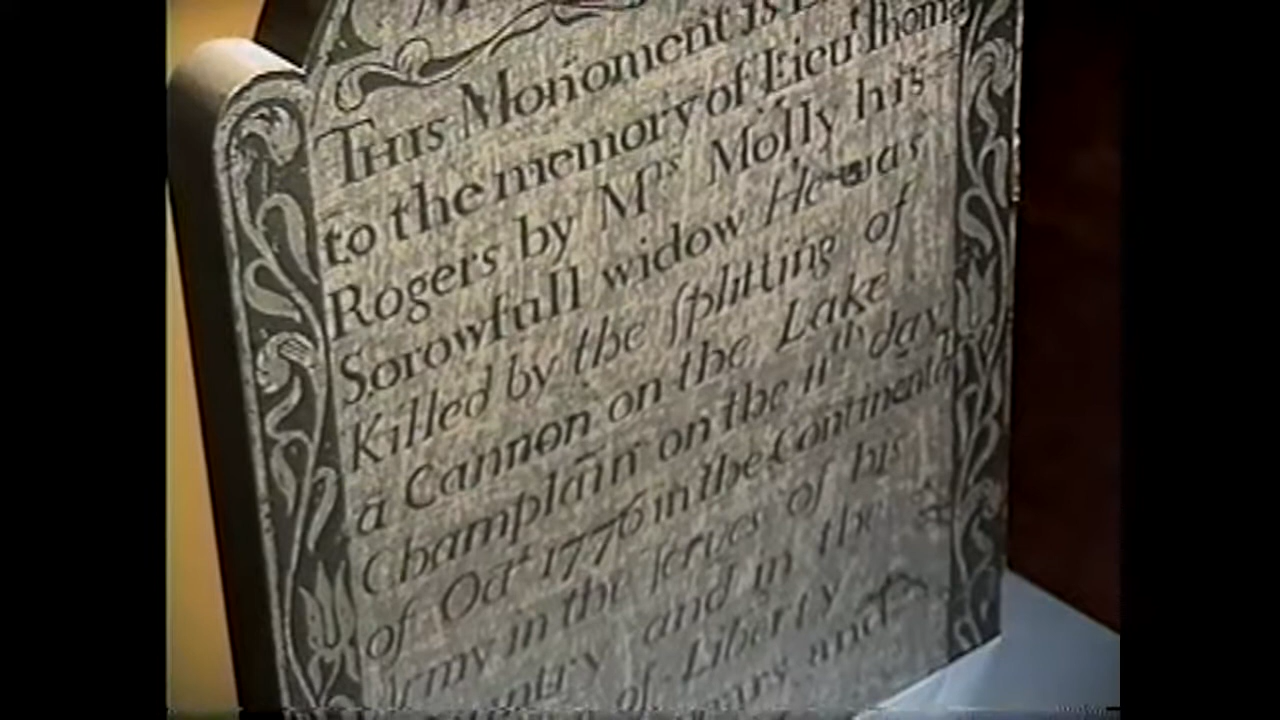 This Monoment is
to the memory of Lieu.t Thomas
Rogers by Mrs Molly his
Sorowfull widow He was
Killed by the ſplitting of
a Cannon on the Lake
Champlain on the 11th day
of Oct 1776 in the Continental
Army in the ſerves of his
Country and in the
of Liberty
and